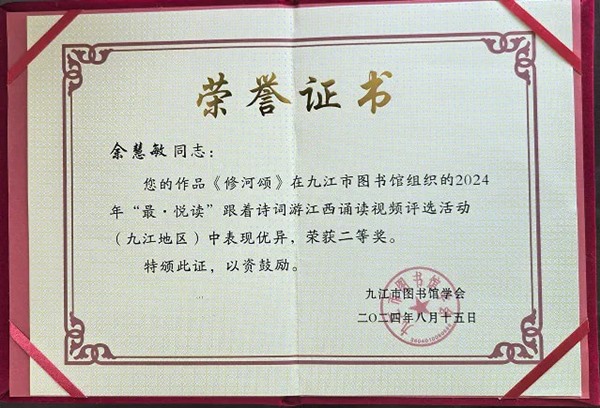 荣誉证书
余慧敏同志：
您的作品《修河颂》在九江市图书馆组织的2024
年“最·悦读”跟着诗词游江西诵读视频评选活动
（九江地区）中表现优异，荣获二等奖。
特颁此证，以资鼓励。
九江市图书馆学会
二〇二四年八月十五日